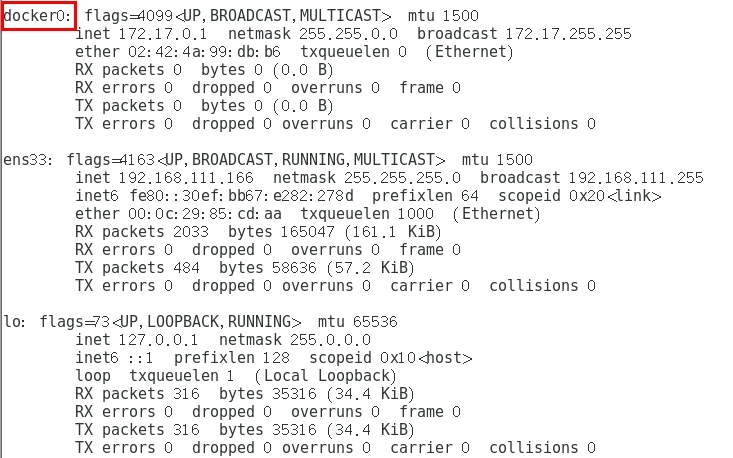 docker0: flags=4099<UP,BROADCAST,MULTICAST>  mtu 1500
inet 172.17.0.1  netmask 255.255.0.0  broadcast 172.17.255.255
ether 02:42:4a:99:db:b6  txqueuelen 0  (Ethernet)
RX packets 0  bytes 0 (0.0 B)
RX errors 0  dropped 0  overruns 0  frame 0
TX packets 0  bytes 0 (0.0 B)
TX errors 0  dropped 0 overruns 0  carrier 0  collisions 0
ens33: flags=4163<UP,BROADCAST,RUNNING,MULTICAST>  mtu 1500
inet 192.168.111.166  netmask 255.255.255.0  broadcast 192.168.111.255
inet6 fe80::30ef:bb67:e282:278d  prefixlen 64  scopeid 0x20<link>
ether 00:0c:29:85:cd:aa  txqueuelen 1000  (Ethernet)
RX packets 2033  bytes 165047 (161.1 KiB)
RX errors 0  dropped 0  overruns 0  frame 0
TX packets 484  bytes 58636 (57.2 KiB)
TX errors 0  dropped 0 overruns 0  carrier 0  collisions 0
lo: flags=73<UP,LOOPBACK,RUNNING>  mtu 65536
inet 127.0.0.1  netmask 255.0.0.0
inet6 ::1  prefixlen 128  scopeid 0x10<host>
loop  txqueuelen 1  (Local Loopback)
RX packets 316  bytes 35316 (34.4 KiB)
RX errors 0  dropped 0  overruns 0  frame 0
TX packets 316  bytes 35316 (34.4 KiB)
TX errors 0  dropped 0 overruns 0  carrier 0  collisions 0